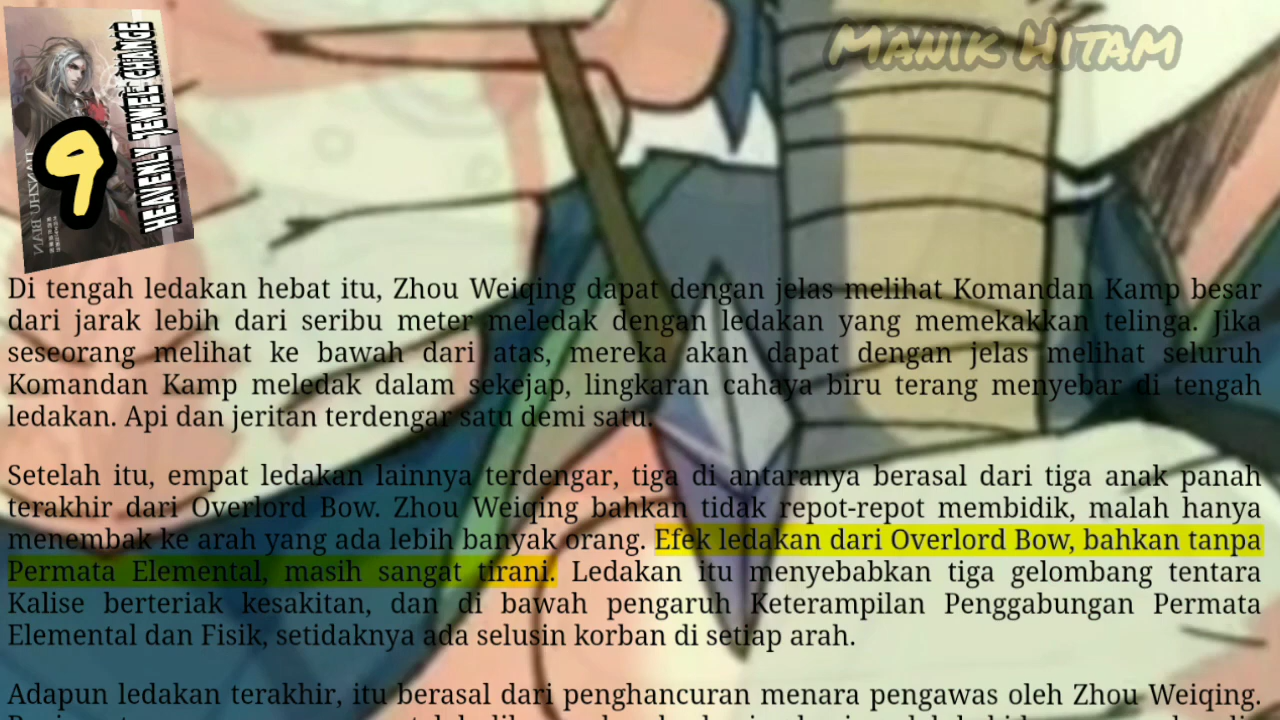 Manik Hitam
9
HEAVENLY JEWEL CHANGE
Di tengah ledakan hebat itu, Zhou Weiqing dapat dengan jelas melihat Komandan Kamp besar
dari jarak lebih dari seribu meter meledak dengan ledakan yang memekakkan telinga. Jika
seseorang melihat ke bawah dari atas, mereka akan dapat dengan jelas melihat seluruh
Komandan Kamp meledak dalam sekejap, lingkaran cahaya biru terang menyebar di tengah
ledakan. Api dan jeritan terdengar satu demi satu.
Setelah itu, empat ledakan lainnya terdengar, tiga di antaranya berasal dari tiga anak panah
terakhir dari Overlord Bow. Zhou Weiqing bahkan tidak repot-repot membidik, malah hanya
menembak ke arah yang ada lebih banyak orang. Efek ledakan dari Overlord Bow, bahkan tanpa
Permata Elemental, masih sangat tirani. Ledakan itu menyebabkan tiga gelombang tentara
Kalise berteriak kesakitan, dan di bawah pengaruh Keterampilan Penggabungan Permata
Elemental dan Fisik, setidaknya ada selusin korban di setiap arah.
Adapun ledakan terakhir, itu berasal dari penghancuran menara pengawas oleh Zhou Weiqing.